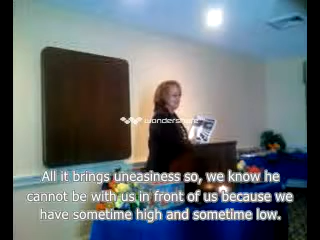 wondershare
All it brings uneasiness so, we know he
cannot be with us in front of us because we
have sometime high and sometime low.